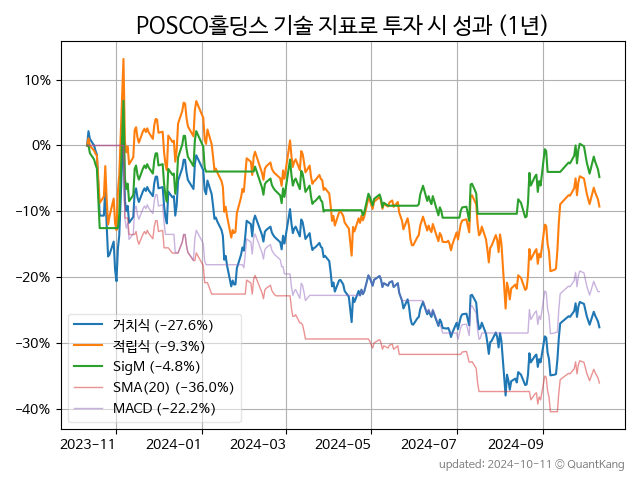 POSCO홀딩스 기술 지표로 투자 시 성과 (1년)
10%
0%
−10%
−20%
−30%
−40%
거치식 (−27.6%)
적립식 (−9.3%)
SigM (−4.8%)
SMA(20) (−36.0%)
MACD (−22.2%)
2023−11 2024−01 2024−03 2024−05 2024−07 2024−09
updated: 2024-10-11 © QuantKang